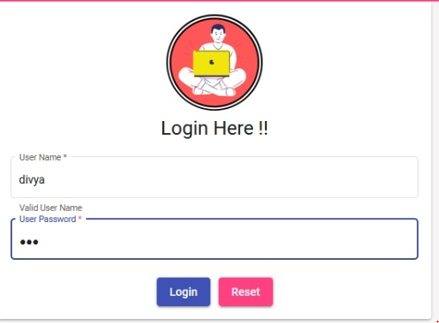 Login Here !!
User Name *
divya
Valid User Name
User Password *
•••
Login
Reset